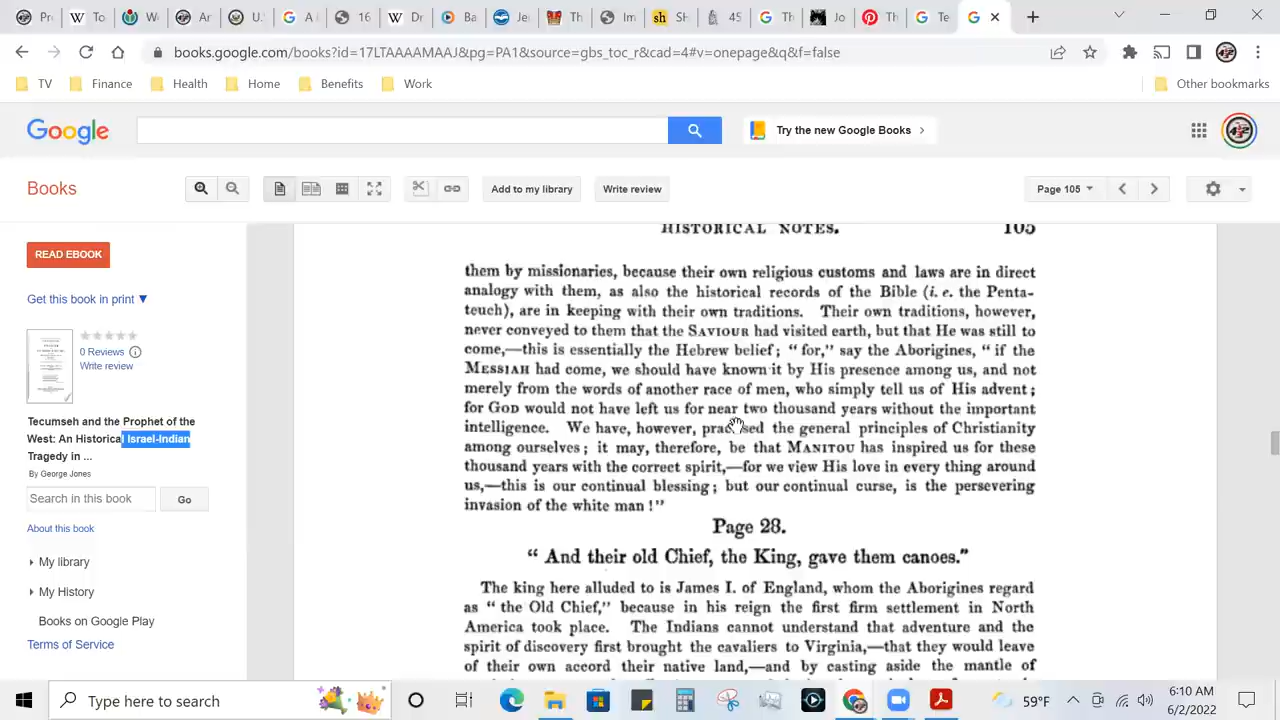 Pr
W
Ar
U.
A
16
W Dr
Ba
Je
Th
Im
sh SH
45
Th
Jo
Th
Te
books.google.com/books?id=17LTAAAAMAAJ&pg=PA1&source=gbs_toc_r&cad=4#v=onepage&q&f=false
TV Finance Health Home Benefits Work Other bookmarks
Google Try the new Google Books
Books Add to my library Write review Page 105
READ EBOOK
Get this book in print ▼
0 Reviews
Write review
Tecumseh and the Prophet of the
West: An Historical Israel-Indian
Tragedy in ...
By George Jones
Search in this book Go
About this book
My library
My History
Books on Google Play
Terms of Service
HISTORICAL NOTES. 105
them by missionaries, because their own religious customs and laws are in direct
analogy with them, as also the historical records of the Bible (i. e. the Penta-
teuch), are in keeping with their own traditions. Their own traditions, however,
never conveyed to them that the SAVIOUR had visited earth, but that He was still to
come,—this is essentially the Hebrew belief; "for," say the Aborigines, "if the
MESSIAH had come, we should have known it by His presence among us, and not
merely from the words of another race of men, who simply tell us of His advent;
for GOD would not have left us for near two thousand years without the important
intelligence. We have, however, practised the general principles of Christianity
among ourselves; it may, therefore, be that MANITOU has inspired us for these
thousand years with the correct spirit,—for we view His love in every thing around
us,—this is our continual blessing; but our continual curse, is the persevering
invasion of the white man!"
Page 28.
"And their old Chief, the King, gave them canoes."
The king here alluded to is James I. of England, whom the Aborigines regard
as "the Old Chief," because in his reign the first firm settlement in North
America took place. The Indians cannot understand that adventure and the
spirit of discovery first brought the cavaliers to Virginia,—that they would leave
of their own accord their native land,—and by casting aside the mantle of
Type here to search
59°F
6:10 AM
6/2/2022